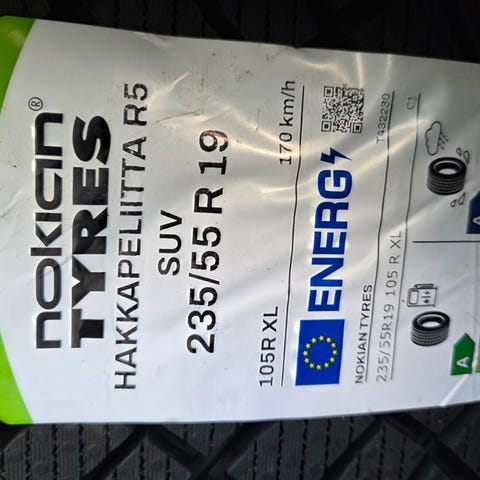 nokian®
TYRES
HAKKAPELIITTA R5
SUV
235/55 R 19
105R XL 170 km/h
ENERG
NOKIAN TYRES T432230
235/55R19 105 R XL C1
A A